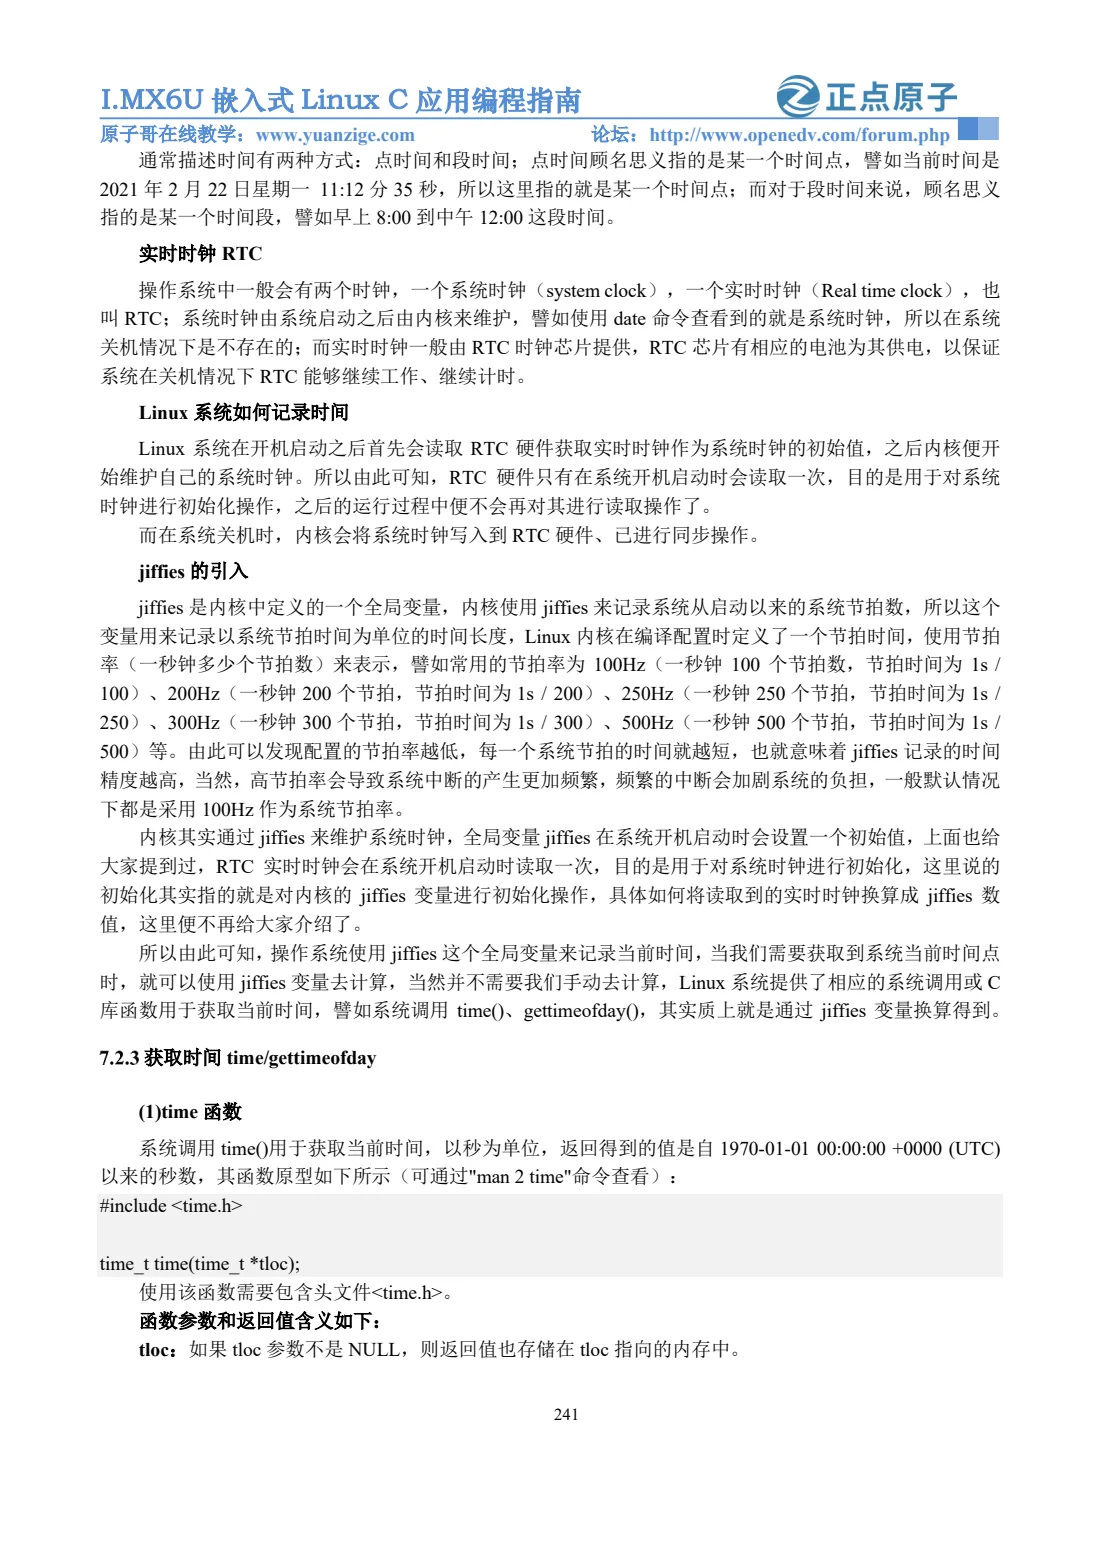 I.MX6U 嵌入式 Linux C 应用编程指南
正点原子
原子哥在线教学：www.yuanzige.com 论坛：http://www.openedv.com/forum.php
通常描述时间有两种方式：点时间和段时间；点时间顾名思义指的是某一个时间点，譬如当前时间是
2021 年 2 月 22 日星期一 11:12 分 35 秒，所以这里指的就是某一个时间点；而对于段时间来说，顾名思义
指的是某一个时间段，譬如早上 8:00 到中午 12:00 这段时间。
实时时钟 RTC
操作系统中一般会有两个时钟，一个系统时钟（system clock），一个实时时钟（Real time clock），也
叫 RTC；系统时钟由系统启动之后由内核来维护，譬如使用 date 命令查看到的就是系统时钟，所以在系统
关机情况下是不存在的；而实时时钟一般由 RTC 时钟芯片提供，RTC 芯片有相应的电池为其供电，以保证
系统在关机情况下 RTC 能够继续工作、继续计时。
Linux 系统如何记录时间
Linux 系统在开机启动之后首先会读取 RTC 硬件获取实时时钟作为系统时钟的初始值，之后内核便开
始维护自己的系统时钟。所以由此可知，RTC 硬件只有在系统开机启动时会读取一次，目的是用于对系统
时钟进行初始化操作，之后的运行过程中便不会再对其进行读取操作了。
而在系统关机时，内核会将系统时钟写入到 RTC 硬件、已进行同步操作。
jiffies 的引入
jiffies 是内核中定义的一个全局变量，内核使用 jiffies 来记录系统从启动以来的系统节拍数，所以这个
变量用来记录以系统节拍时间为单位的时间长度，Linux 内核在编译配置时定义了一个节拍时间，使用节拍
率（一秒钟多少个节拍数）来表示，譬如常用的节拍率为 100Hz（一秒钟 100 个节拍数，节拍时间为 1s /
100）、200Hz（一秒钟 200 个节拍，节拍时间为 1s / 200）、250Hz（一秒钟 250 个节拍，节拍时间为 1s /
250）、300Hz（一秒钟 300 个节拍，节拍时间为 1s / 300）、500Hz（一秒钟 500 个节拍，节拍时间为 1s /
500）等。由此可以发现配置的节拍率越低，每一个系统节拍的时间就越短，也就意味着 jiffies 记录的时间
精度越高，当然，高节拍率会导致系统中断的产生更加频繁，频繁的中断会加剧系统的负担，一般默认情况
下都是采用 100Hz 作为系统节拍率。
内核其实通过 jiffies 来维护系统时钟，全局变量 jiffies 在系统开机启动时会设置一个初始值，上面也给
大家提到过，RTC 实时时钟会在系统开机启动时读取一次，目的是用于对系统时钟进行初始化，这里说的
初始化其实指的就是对内核的 jiffies 变量进行初始化操作，具体如何将读取到的实时时钟换算成 jiffies 数
值，这里便不再给大家介绍了。
所以由此可知，操作系统使用 jiffies 这个全局变量来记录当前时间，当我们需要获取到系统当前时间点
时，就可以使用 jiffies 变量去计算，当然并不需要我们手动去计算，Linux 系统提供了相应的系统调用或 C
库函数用于获取当前时间，譬如系统调用 time()、gettimeofday()，其实质上就是通过 jiffies 变量换算得到。
7.2.3 获取时间 time/gettimeofday
(1)time 函数
系统调用 time()用于获取当前时间，以秒为单位，返回得到的值是自 1970-01-01 00:00:00 +0000 (UTC)
以来的秒数，其函数原型如下所示（可通过"man 2 time"命令查看）：
#include <time.h>
time_t time(time_t *tloc);
使用该函数需要包含头文件<time.h>。
函数参数和返回值含义如下：
tloc：如果 tloc 参数不是 NULL，则返回值也存储在 tloc 指向的内存中。
241